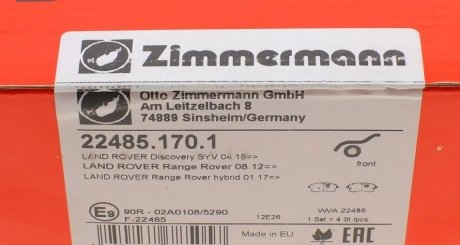 Zimmermann
Otto Zimmermann GmbH
Am Leitzelbach 8
74889 Sinsheim/Germany
22485.170.1
LAND ROVER Discovery SYV 04.18=>
LAND ROVER Range Rover 08.12=>
LAND ROVER Range Rover hybrid 01.17=>
front
E9 90R - 02A0108/5290
F-22485
12E26
WVA 22485
1 Set = 4 St./pcs
Made in EU
EAC